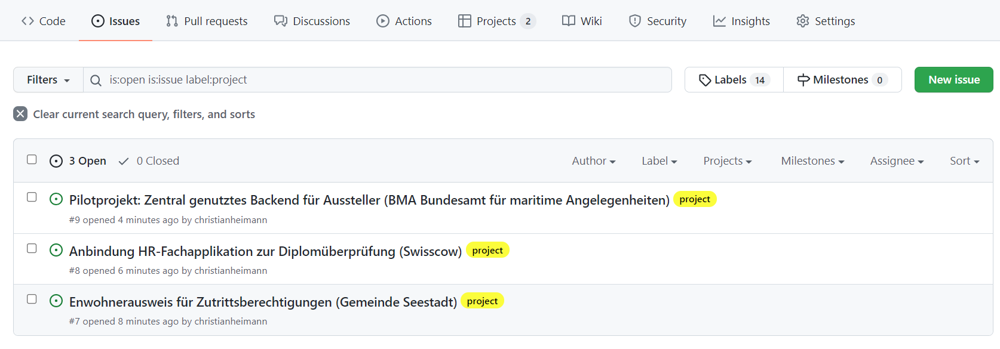 Code Issues Pull requests Discussions Actions Projects 2 Wiki Security Insights Settings
Filters is:open is:issue label:project Labels 14 Milestones 0 New issue
Clear current search query, filters, and sorts
3 Open 0 Closed Author Label Projects Milestones Assignee Sort
Pilotprojekt: Zentral genutztes Backend für Aussteller (BMA Bundesamt für maritime Angelegenheiten) project
#9 opened 4 minutes ago by christianheimann
Anbindung HR-Fachapplikation zur Diplomüberprüfung (Swisscow) project
#8 opened 6 minutes ago by christianheimann
Enwohnerausweis für Zutrittsberechtigungen (Gemeinde Seestadt) project
#7 opened 8 minutes ago by christianheimann